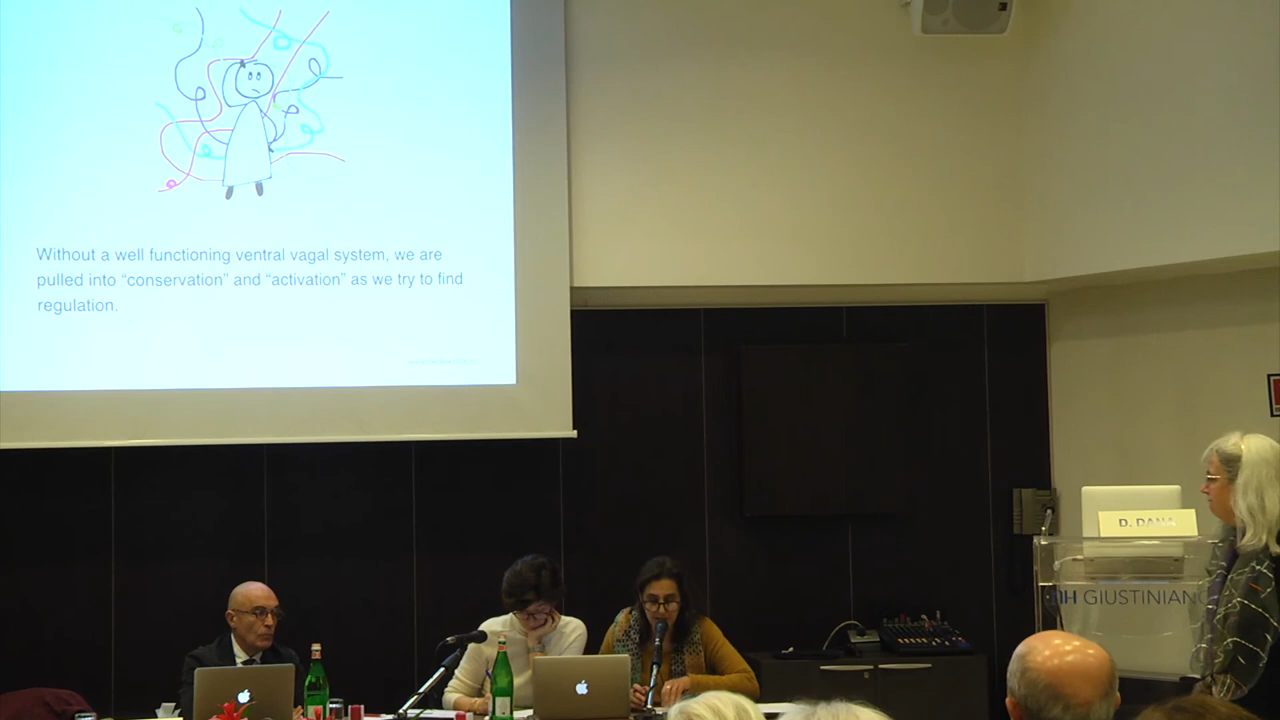 Without a well functioning ventral vagal system, we are
pulled into “conservation” and “activation” as we try to find
regulation.
D. DANA
NH GIUSTINIANO